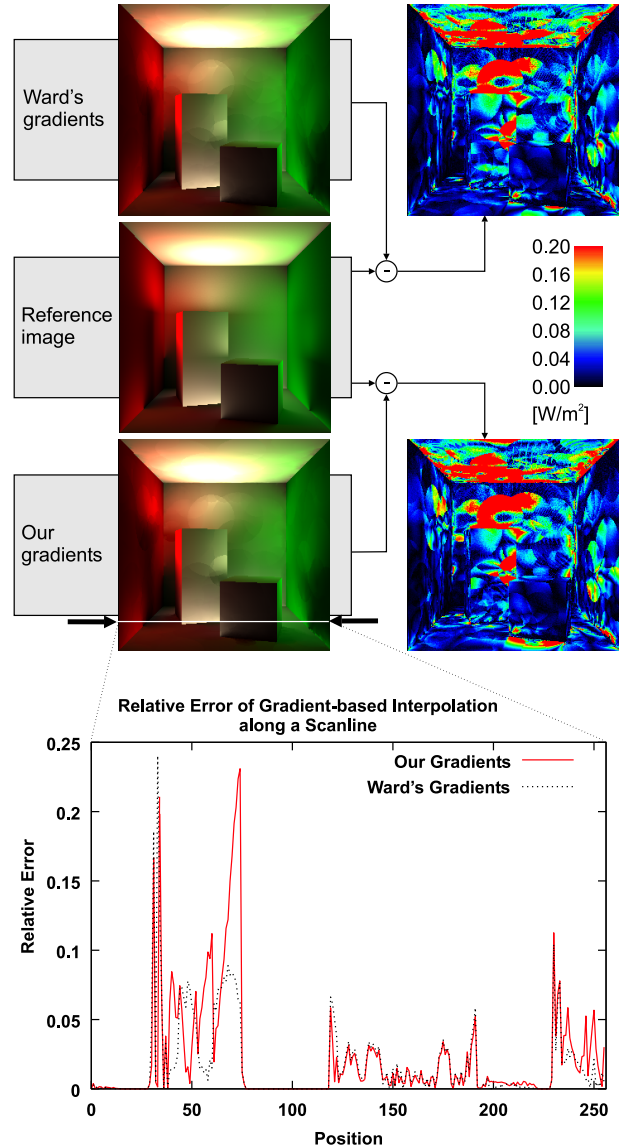 Ward's
gradients
Reference
image
Our
gradients
-
-
0.20
0.16
0.12
0.08
0.04
0.00
[W/m²]
Relative Error of Gradient-based Interpolation
along a Scanline
Our Gradients
Ward's Gradients
Relative Error
0.25
0.2
0.15
0.1
0.05
0
0 50 100 150 200 250
Position